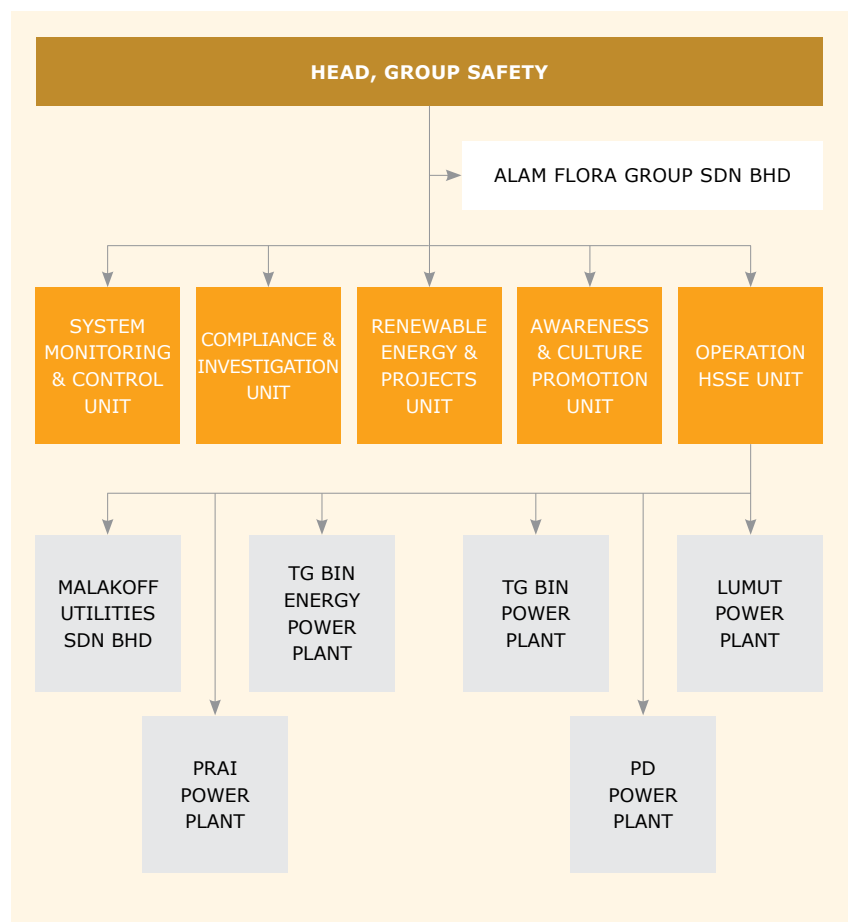 HEAD, GROUP SAFETY
ALAM FLORA GROUP SDN BHD
SYSTEM
MONITORING
& CONTROL
UNIT
COMPLIANCE &
INVESTIGATION
UNIT
RENEWABLE
ENERGY &
PROJECTS
UNIT
AWARENESS
& CULTURE
PROMOTION
UNIT
OPERATION
HSSE UNIT
MALAKOFF
UTILITIES
SDN BHD
TG BIN
ENERGY
POWER
PLANT
TG BIN
POWER
PLANT
LUMUT
POWER
PLANT
PRAI
POWER
PLANT
PD
POWER
PLANT